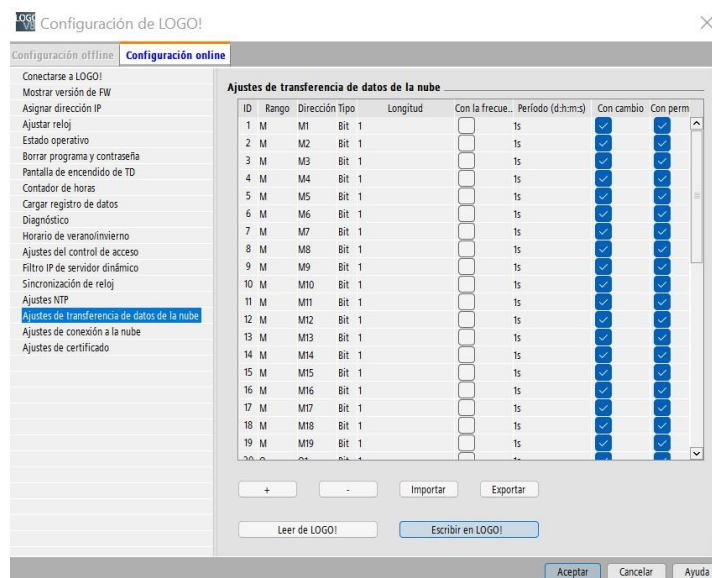 LOGO V8 Configuración de LOGO!
Configuración offline Configuración online
Conectarse a LOGO!
Mostrar versión de FW
Asignar dirección IP
Ajustar reloj
Estado operativo
Borrar programa y contraseña
Pantalla de encendido de TD
Contador de horas
Cargar registro de datos
Diagnóstico
Horario de verano/invierno
Ajustes del control de acceso
Filtro IP de servidor dinámico
Sincronización de reloj
Ajustes NTP
Ajustes de transferencia de datos de la nube
Ajustes de conexión a la nube
Ajustes de certificado
Ajustes de transferencia de datos de la nube
ID Rango Dirección Tipo Longitud Con la frecue.. Período (d:h:m:s) Con cambio Con perm
1 M M1 Bit 1 1s
2 M M2 Bit 1 1s
3 M M3 Bit 1 1s
4 M M4 Bit 1 1s
5 M M5 Bit 1 1s
6 M M6 Bit 1 1s
7 M M7 Bit 1 1s
8 M M8 Bit 1 1s
9 M M9 Bit 1 1s
10 M M10 Bit 1 1s
11 M M11 Bit 1 1s
12 M M12 Bit 1 1s
13 M M13 Bit 1 1s
14 M M14 Bit 1 1s
15 M M15 Bit 1 1s
16 M M16 Bit 1 1s
17 M M17 Bit 1 1s
18 M M18 Bit 1 1s
19 M M19 Bit 1 1s
+ - Importar Exportar
Leer de LOGO! Escribir en LOGO!
Aceptar Cancelar Ayuda